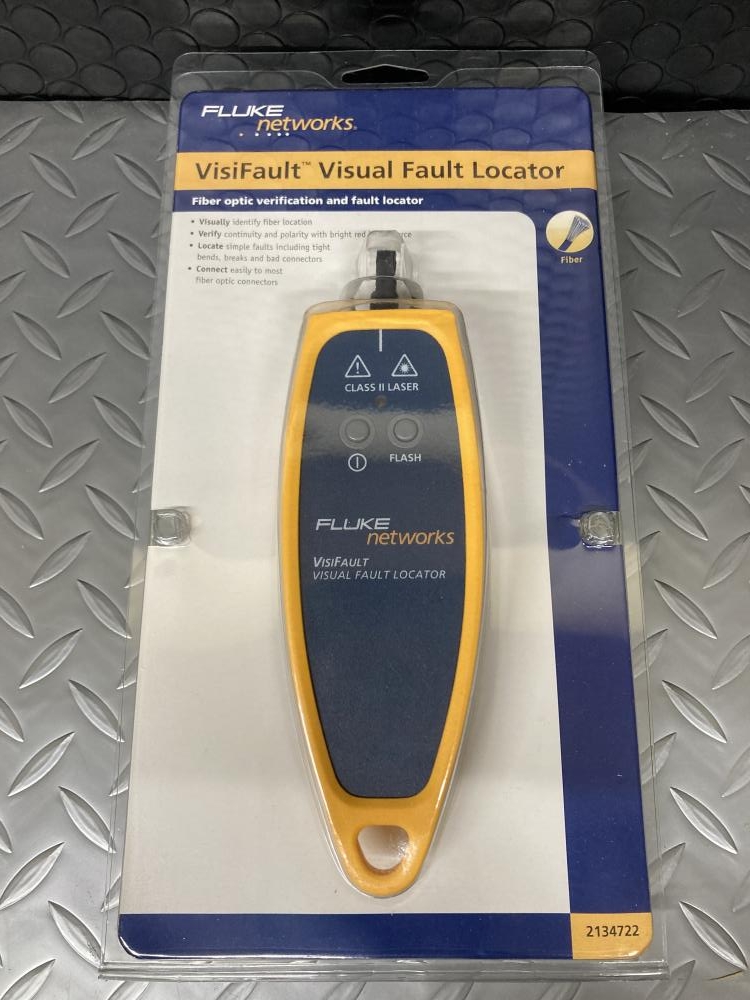 FLUKE
networks®
VisiFault™ Visual Fault Locator
Fiber optic verification and fault locator
• Visually identify fiber location
• Verify continuity and polarity with bright red
• Locate simple faults including tight
bends, breaks and bad connectors
• Connect easily to most
fiber optic connectors
Fiber
CLASS II LASER
FLASH
FLUKE
networks
VISIFAULT
VISUAL FAULT LOCATOR
2134722